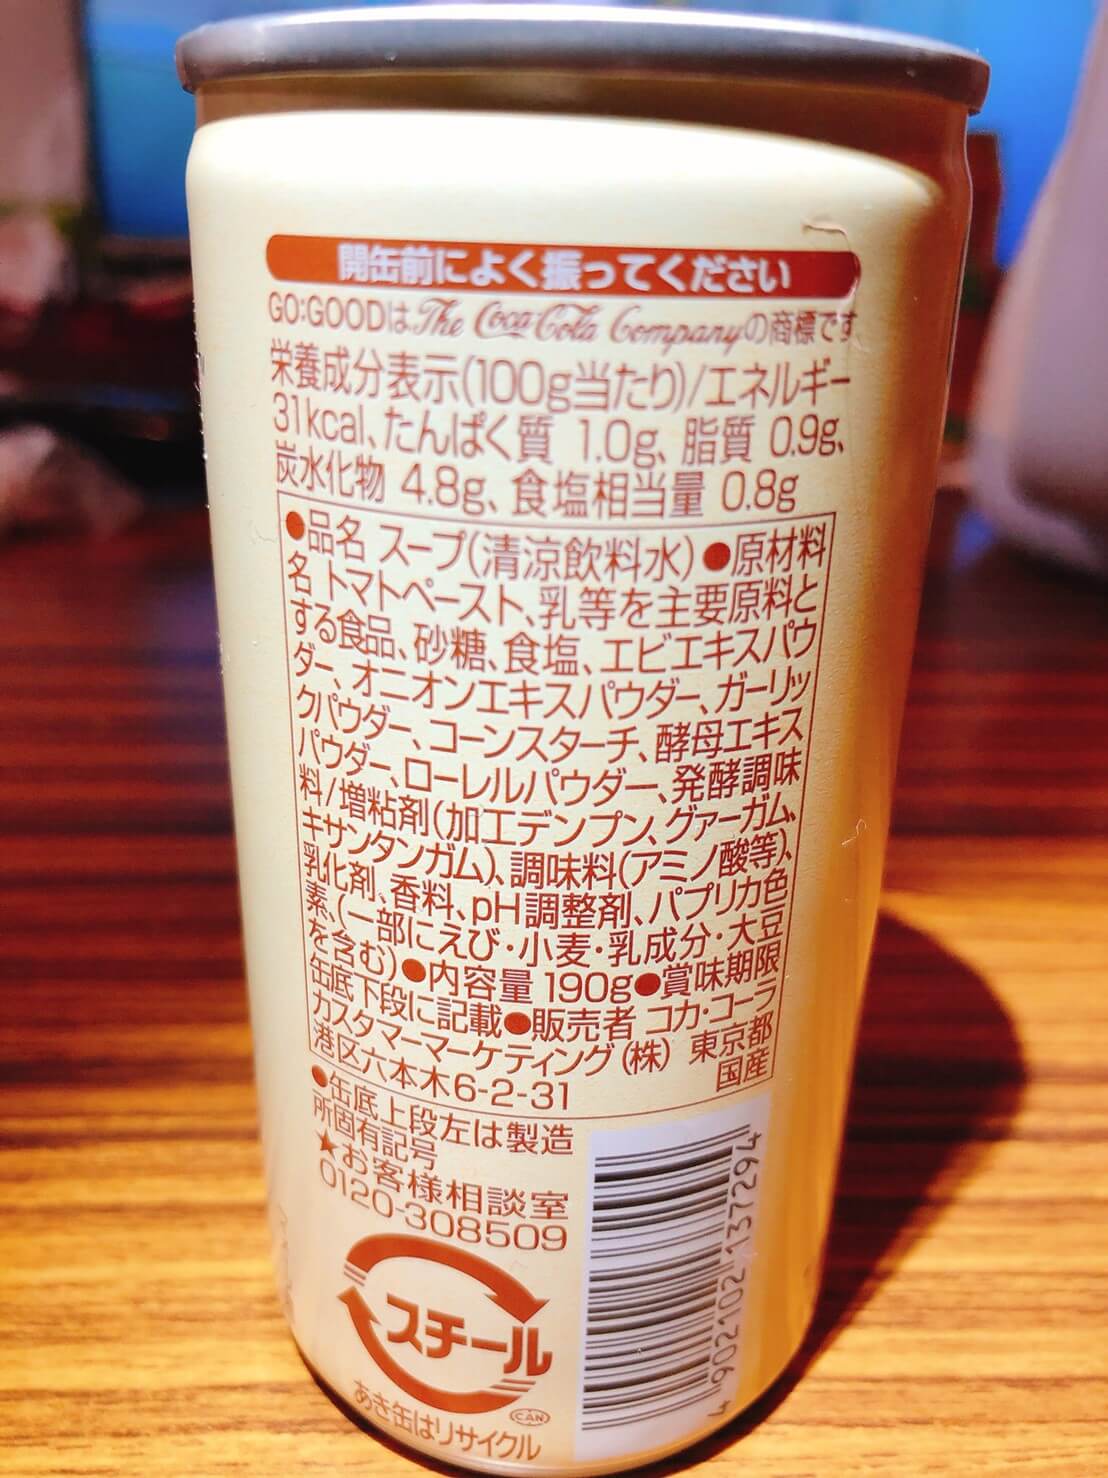 開缶前によく振ってください
GO:GOODはThe Coca-Cola Companyの商標です
栄養成分表示(100g当たり)/エネルギー
31kcal、たんぱく質 1.0g、脂質 0.9g、
炭水化物 4.8g、食塩相当量 0.8g
●品名 スープ(清涼飲料水)●原材料
名 トマトペースト、乳等を主要原料と
する食品、砂糖、食塩、エビエキスパウ
ダー、オニオンエキスパウダー、ガーリッ
クパウダー、コーンスターチ、酵母エキス
パウダー、ローレルパウダー、発酵調味
料/増粘剤(加工デンプン、グァーガム、
キサンタンガム)、調味料(アミノ酸等)、
乳化剤、香料、pH調整剤、パプリカ色
素、(一部にえび・小麦・乳成分・大豆
を含む)●内容量 190g●賞味期限
缶底下段に記載●販売者 コカ・コーラ
カスタマーマーケティング(株) 東京都
港区六本木6-2-31 国産
●缶底上段左は製造
所固有記号
★お客様相談室
0120-308509
スチール
CAN
あき缶はリサイクル
4 902102 137294